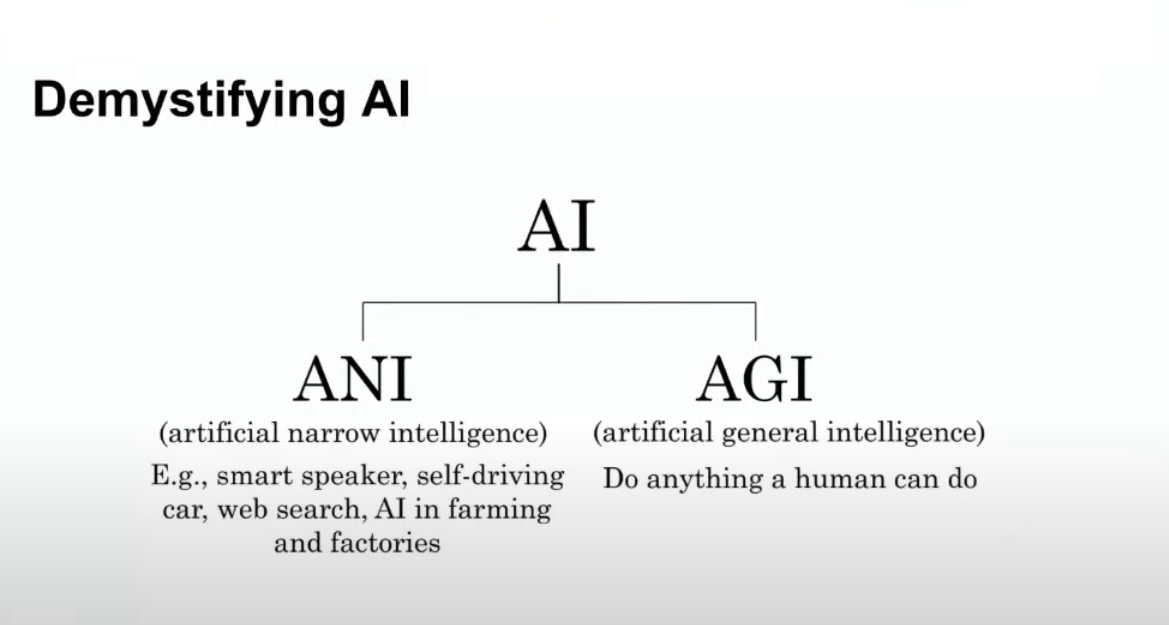 Demystifying AI
AI
ANI
(artificial narrow intelligence)
E.g., smart speaker, self-driving
car, web search, AI in farming
and factories
AGI
(artificial general intelligence)
Do anything a human can do